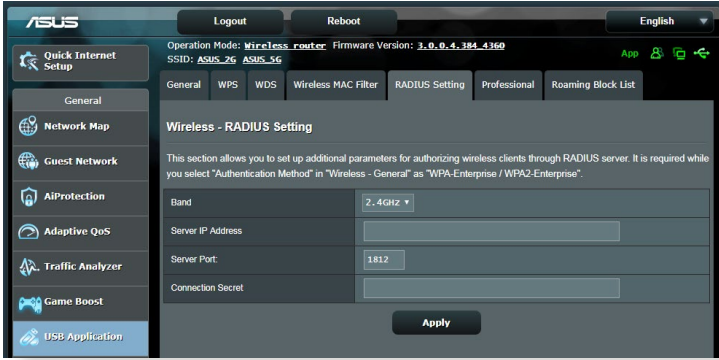 ASUS
Logout
Reboot
English
Quick Internet
Setup
General
Network Map
Guest Network
AiProtection
Adaptive QoS
Traffic Analyzer
Game Boost
USB Application
Operation Mode: Wireless router Firmware Version: 3.0.0.4.384_4360
SSID: ASUS_2G ASUS_5G
App
General
WPS
WDS
Wireless MAC Filter
RADIUS Setting
Professional
Roaming Block List
Wireless - RADIUS Setting
This section allows you to set up additional parameters for authorizing wireless clients through RADIUS server. It is required while
you select "Authentication Method" in "Wireless - General" as "WPA-Enterprise / WPA2-Enterprise".
Band
2.4GHz
Server IP Address
Server Port:
1812
Connection Secret
Apply